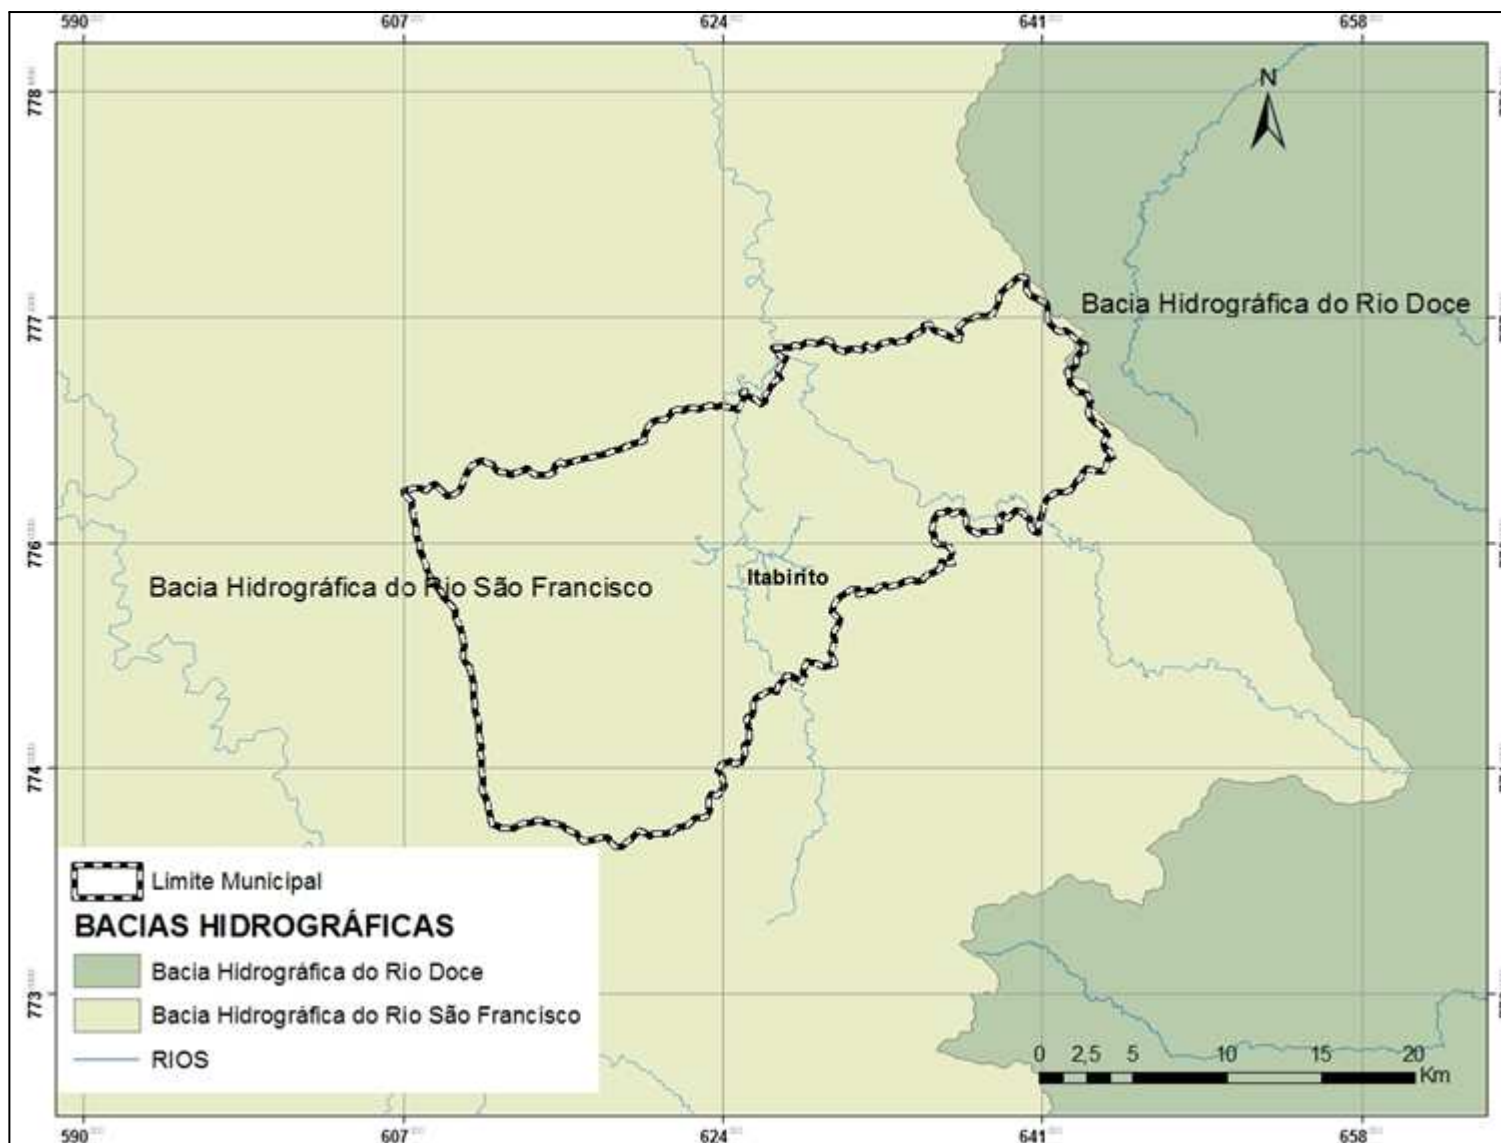 590 607 624 641 658
N
778
777
Bacia Hidrográfica do Rio Doce
776
Itabirito
Bacia Hidrográfica do Rio São Francisco
774
773
Limite Municipal
BACIAS HIDROGRÁFICAS
Bacia Hidrográfica do Rio Doce
Bacia Hidrográfica do Rio São Francisco
RIOS
0 2,5 5 10 15 20
Km
590 607 624 641 658